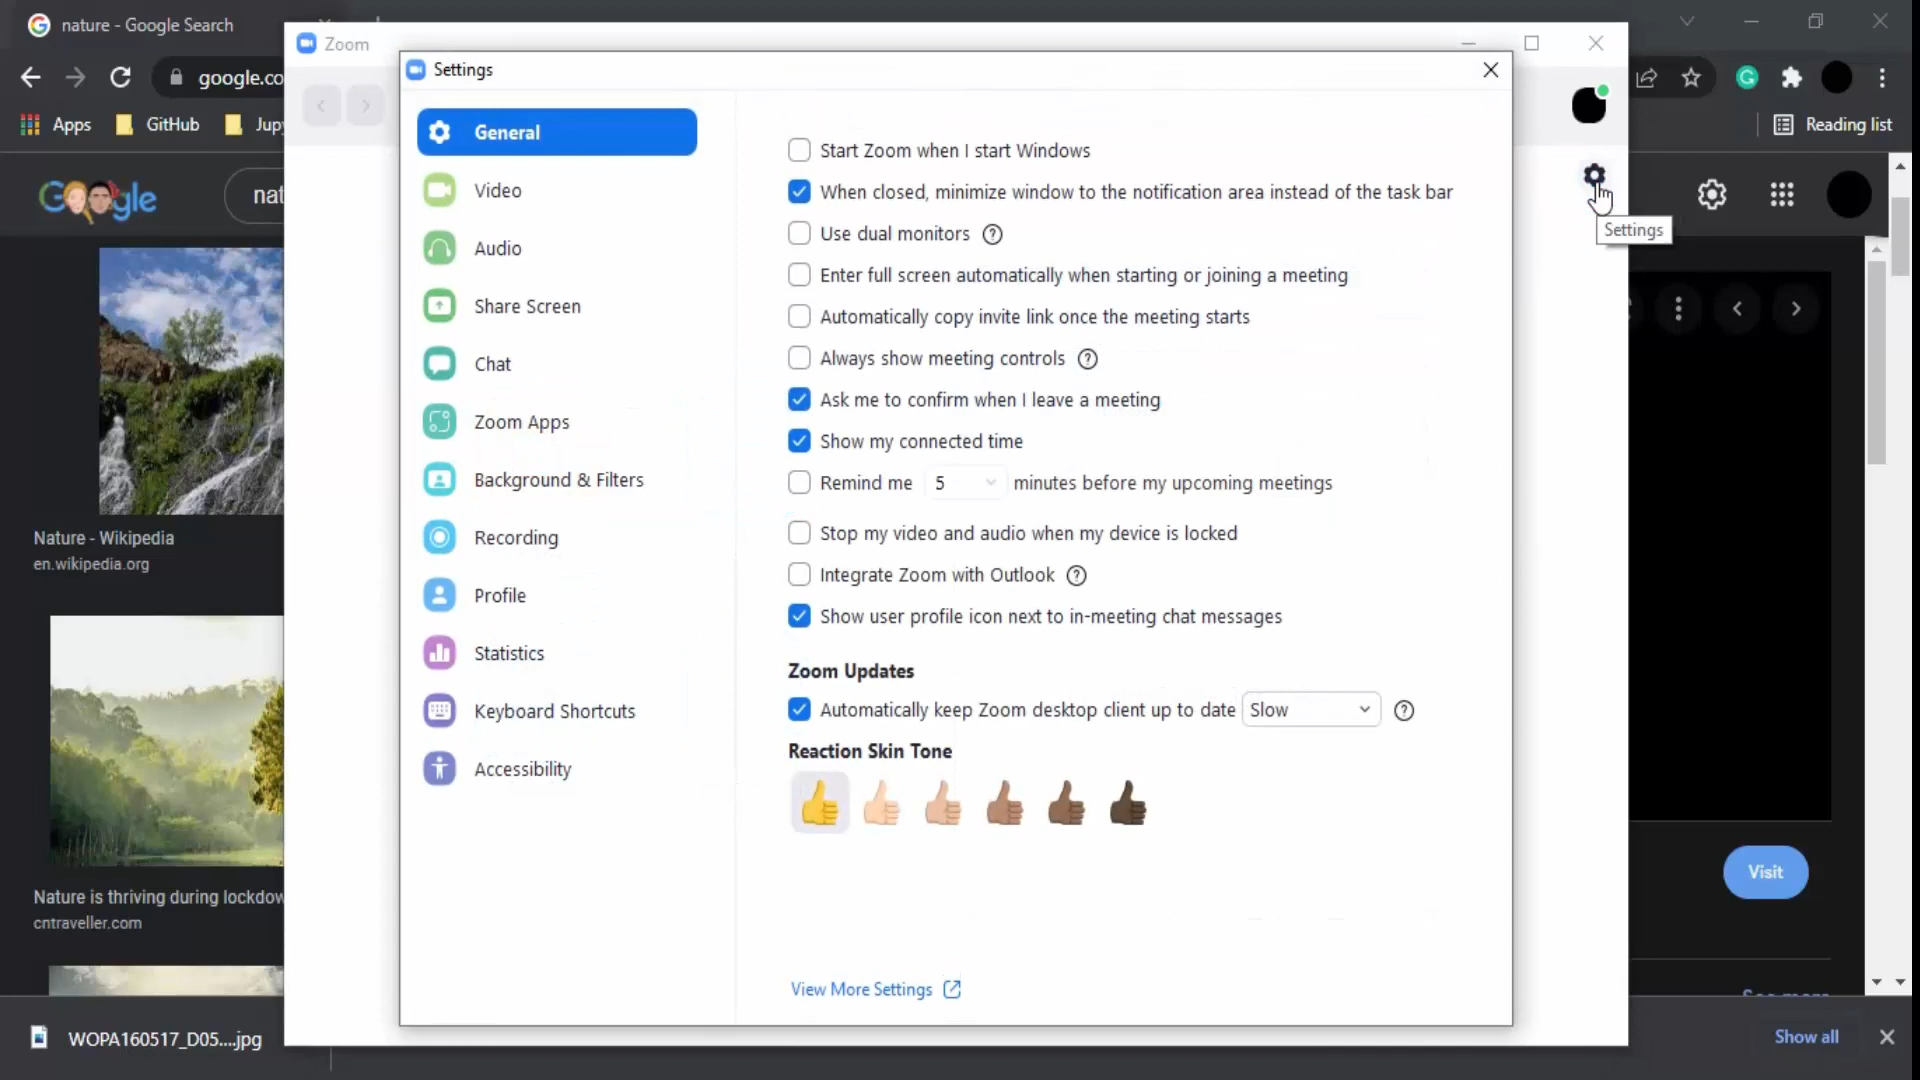 nature - Google Search
google.co
Apps
GitHub
Jup
Reading list
Google
nat
Nature - Wikipedia
en.wikipedia.org
Nature is thriving during lockdow
cntraveller.com
WOPA160517_D05....jpg
Zoom
Settings
General
Video
Audio
Share Screen
Chat
Zoom Apps
Background & Filters
Recording
Profile
Statistics
Keyboard Shortcuts
Accessibility
Start Zoom when I start Windows
When closed, minimize window to the notification area instead of the task bar
Use dual monitors ?
Enter full screen automatically when starting or joining a meeting
Automatically copy invite link once the meeting starts
Always show meeting controls ?
Ask me to confirm when I leave a meeting
Show my connected time
Remind me 5 minutes before my upcoming meetings
Stop my video and audio when my device is locked
Integrate Zoom with Outlook ?
Show user profile icon next to in-meeting chat messages
Zoom Updates
Automatically keep Zoom desktop client up to date Slow ?
Reaction Skin Tone
View More Settings
Settings
Visit
Show all